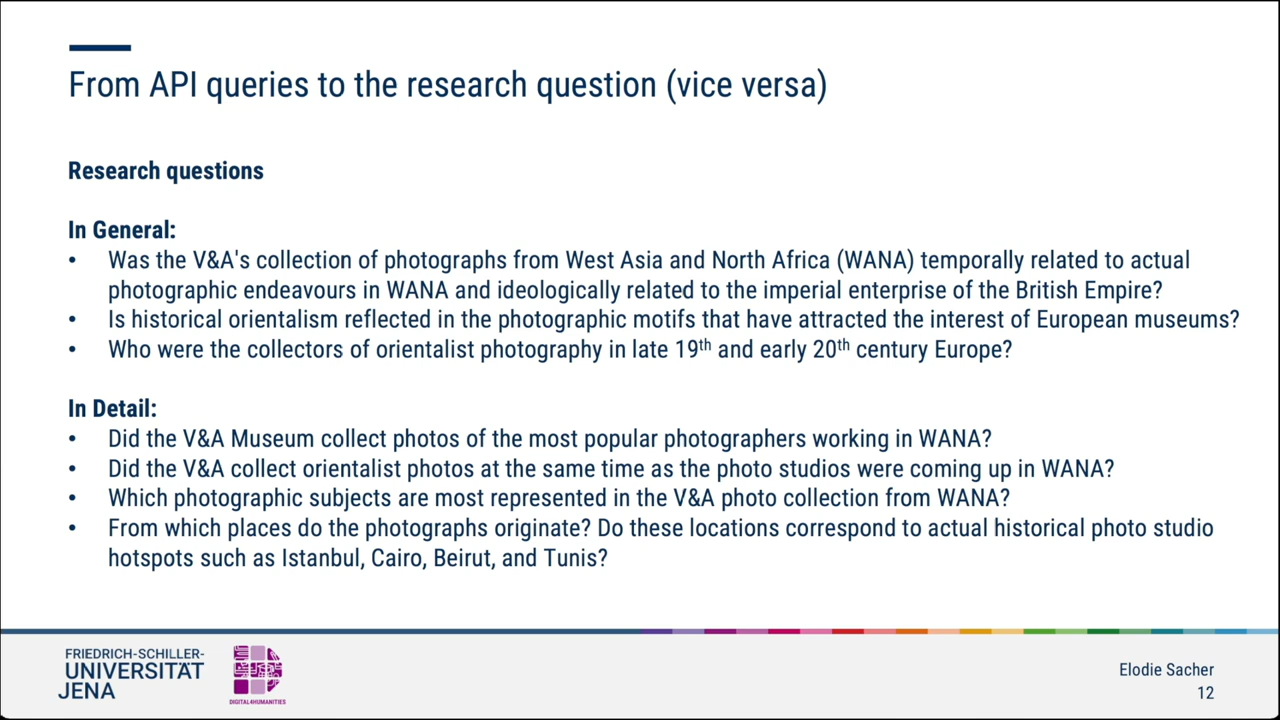 From API queries to the research question (vice versa)
Research questions
In General:
• Was the V&A's collection of photographs from West Asia and North Africa (WANA) temporally related to actual
photographic endeavours in WANA and ideologically related to the imperial enterprise of the British Empire?
• Is historical orientalism reflected in the photographic motifs that have attracted the interest of European museums?
• Who were the collectors of orientalist photography in late 19th and early 20th century Europe?
In Detail:
• Did the V&A Museum collect photos of the most popular photographers working in WANA?
• Did the V&A collect orientalist photos at the same time as the photo studios were coming up in WANA?
• Which photographic subjects are most represented in the V&A photo collection from WANA?
• From which places do the photographs originate? Do these locations correspond to actual historical photo studio
hotspots such as Istanbul, Cairo, Beirut, and Tunis?
FRIEDRICH-SCHILLER-
UNIVERSITÄT
JENA
DIGITAL4HUMANITIES
Elodie Sacher
12